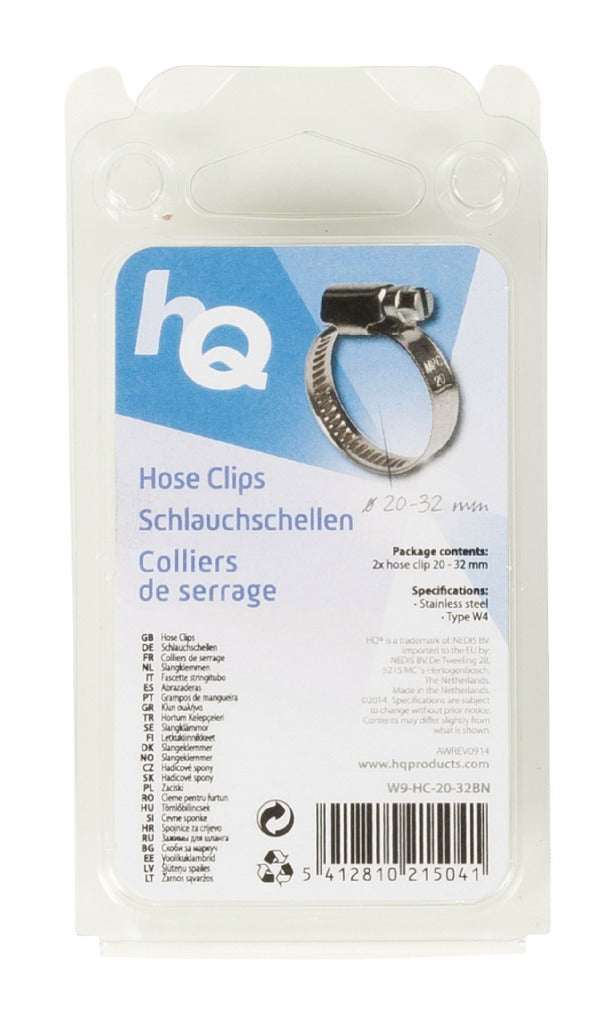 hQ
MPC
20
Hose Clips
Schlauchschellen
Colliers
de serrage
ø 20-32 mm
Package contents:
2x hose clip 20 - 32 mm
Specifications:
- Stainless steel
- Type W4
GB Hose Clips
DE Schlauchschellen
FR Colliers de serrage
NL Slangklemmen
IT Fascette stringitubo
ES Abrazaderas
PT Grampos de mangueira
GR Κλιπ σωλήνα
TR Hortum Kelepçeleri
SE Slangklämmor
FI Letkukiinnikkeet
DK Slangeklemmer
NO Slangeklemmer
CZ Hadicové spony
SK Hadicové spony
PL Zaciski
RO Cleme pentru furtun
HU Tömlőbilincsek
SI Cevne sponke
HR Spojnice za crijevo
RU Зажимы для шланга
BG Скоби за маркуч
EE Voolikuklambrid
LV Šļūteņu spailes
LT Žarnos sąvaržos
HQ® is a trademark of: NEDIS BV.
imported to the EU by:
NEDIS BV, De Tweeling 28,
5215 MC 's-Hertogenbosch,
The Netherlands.
Made in the Netherlands.
©2014. Specifications are subject
to change without prior notice.
Contents may differ slightly from
what is shown.
AWREV0914
www.hqproducts.com
W9-HC-20-32BN
5 412810 215041